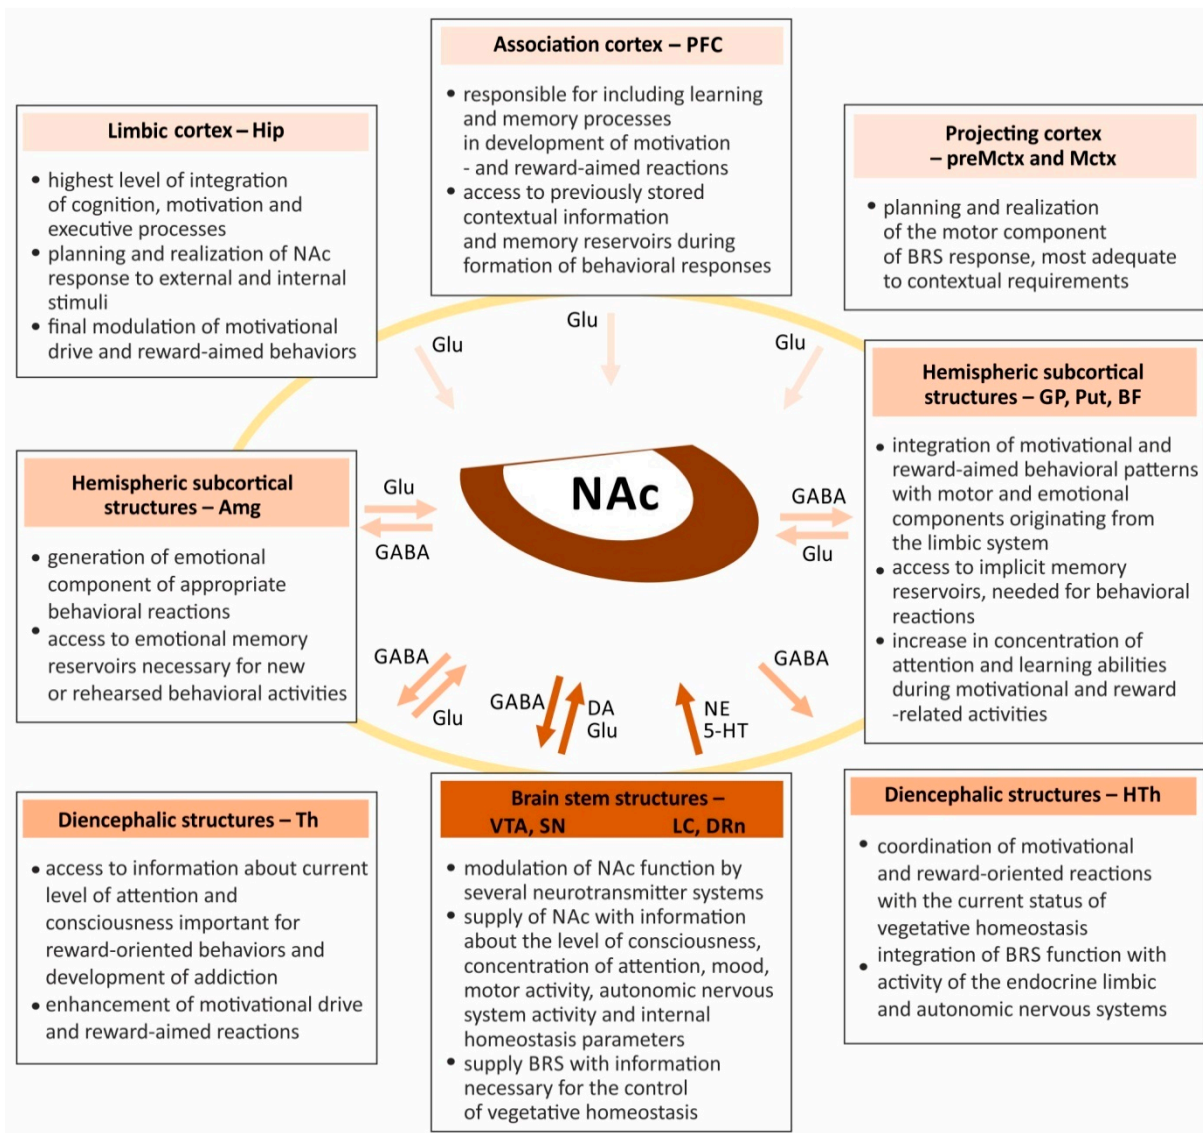 Association cortex – PFC
• responsible for including learning
and memory processes
in development of motivation
- and reward-aimed reactions
• access to previously stored
contextual information
and memory reservoirs during
formation of behavioral responses
Limbic cortex – Hip
• highest level of integration
of cognition, motivation and
executive processes
• planning and realization of NAc
response to external and internal
stimuli
• final modulation of motivational
drive and reward-aimed behaviors
Projecting cortex
– preMctx and Mctx
• planning and realization
of the motor component
of BRS response, most adequate
to contextual requirements
Glu
Glu
Glu
Hemispheric subcortical
structures – Amg
• generation of emotional
component of appropriate
behavioral reactions
• access to emotional memory
reservoirs necessary for new
or rehearsed behavioral activities
Glu
GABA
NAc
GABA
Glu
Hemispheric subcortical
structures – GP, Put, BF
• integration of motivational and
reward-aimed behavioral patterns
with motor and emotional
components originating from
the limbic system
• access to implicit memory
reservoirs, needed for behavioral
reactions
• increase in concentration of
attention and learning abilities
during motivational and reward
-related activities
GABA
Glu
GABA
DA
Glu
NE
5-HT
GABA
Diencephalic structures – Th
• access to information about current
level of attention and
consciousness important for
reward-oriented behaviors and
development of addiction
• enhancement of motivational drive
and reward-aimed reactions
Brain stem structures –
VTA, SN LC, DRn
• modulation of NAc function by
several neurotransmitter systems
• supply of NAc with information
about the level of consciousness,
concentration of attention, mood,
motor activity, autonomic nervous
system activity and internal
homeostasis parameters
• supply BRS with information
necessary for the control
of vegetative homeostasis
Diencephalic structures – HTh
• coordination of motivational
and reward-oriented reactions
with the current status of
vegetative homeostasis
• integration of BRS function with
activity of the endocrine limbic
and autonomic nervous systems